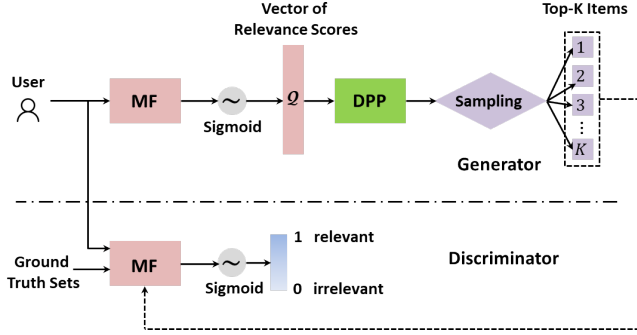 Vector of
Relevance Scores
Top-K Items
User
MF
~
Sigmoid
Q
DPP
Sampling
1
2
3
⋮
K
Generator
Ground
Truth Sets
MF
~
Sigmoid
1 relevant
0 irrelevant
Discriminator